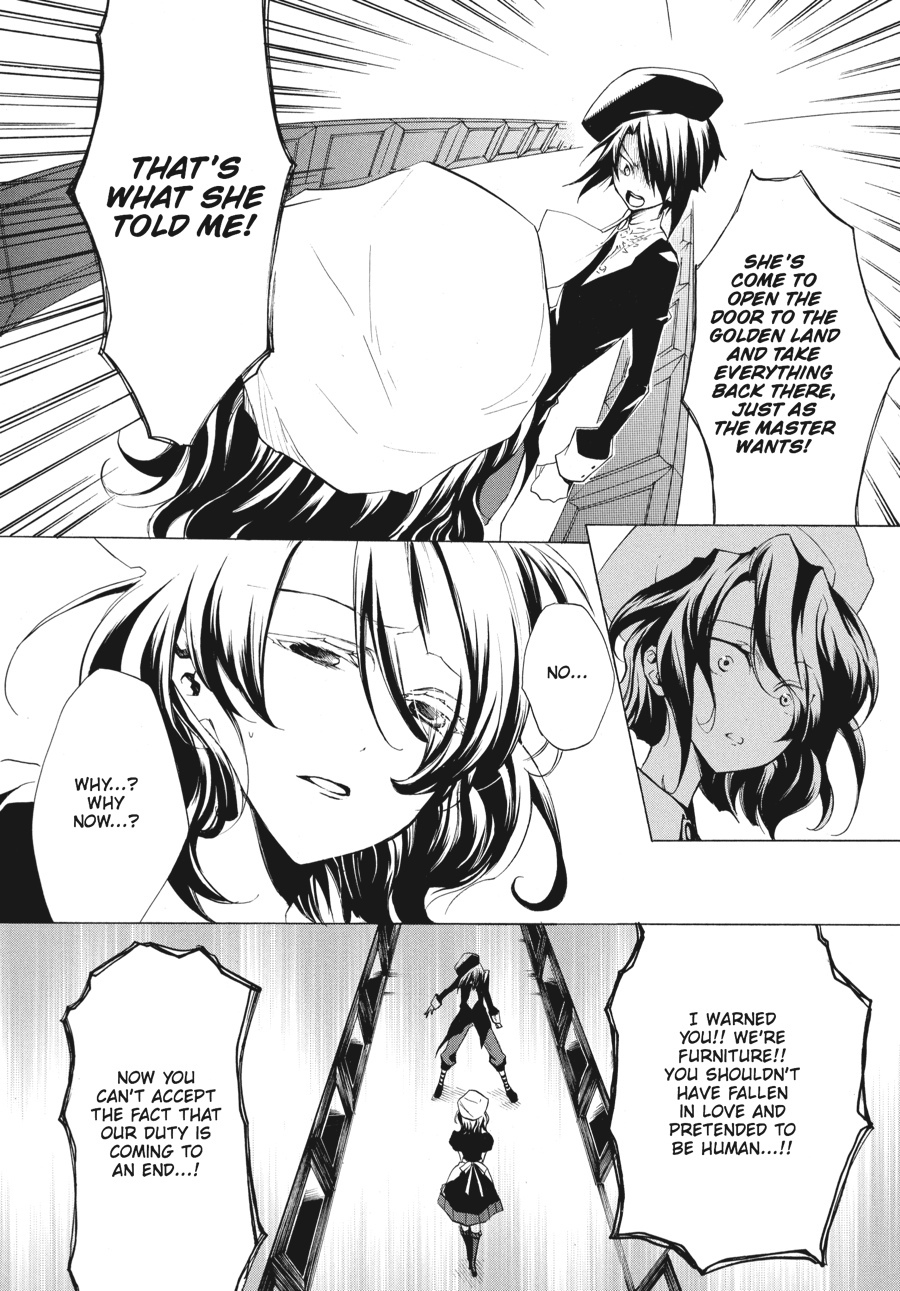 SHE'S
COME TO
OPEN THE
DOOR TO THE
GOLDEN LAND
AND TAKE
EVERYTHING
BACK THERE,
JUST AS
THE MASTER
WANTS!
THAT'S
WHAT SHE
TOLD ME!
NO...
WHY...?
WHY
NOW...?
I WARNED
YOU!! WE'RE
FURNITURE!!
YOU SHOULDN'T
HAVE FALLEN
IN LOVE AND
PRETENDED TO
BE HUMAN...!!
NOW YOU
CAN'T ACCEPT
THE FACT THAT
OUR DUTY IS
COMING TO
AN END...!